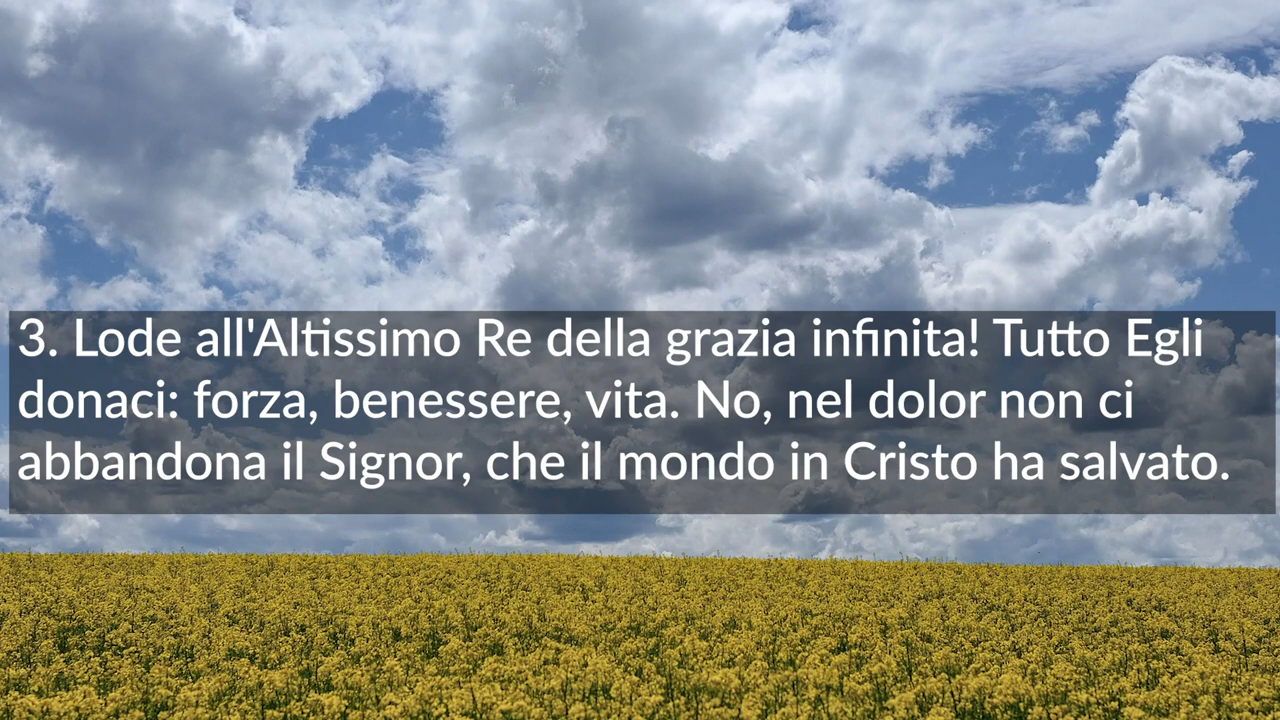 3. Lode all'Altissimo Re della grazia infinita! Tutto Egli
donaci: forza, benessere, vita. No, nel dolor non ci
abbandona il Signor, che il mondo in Cristo ha salvato.